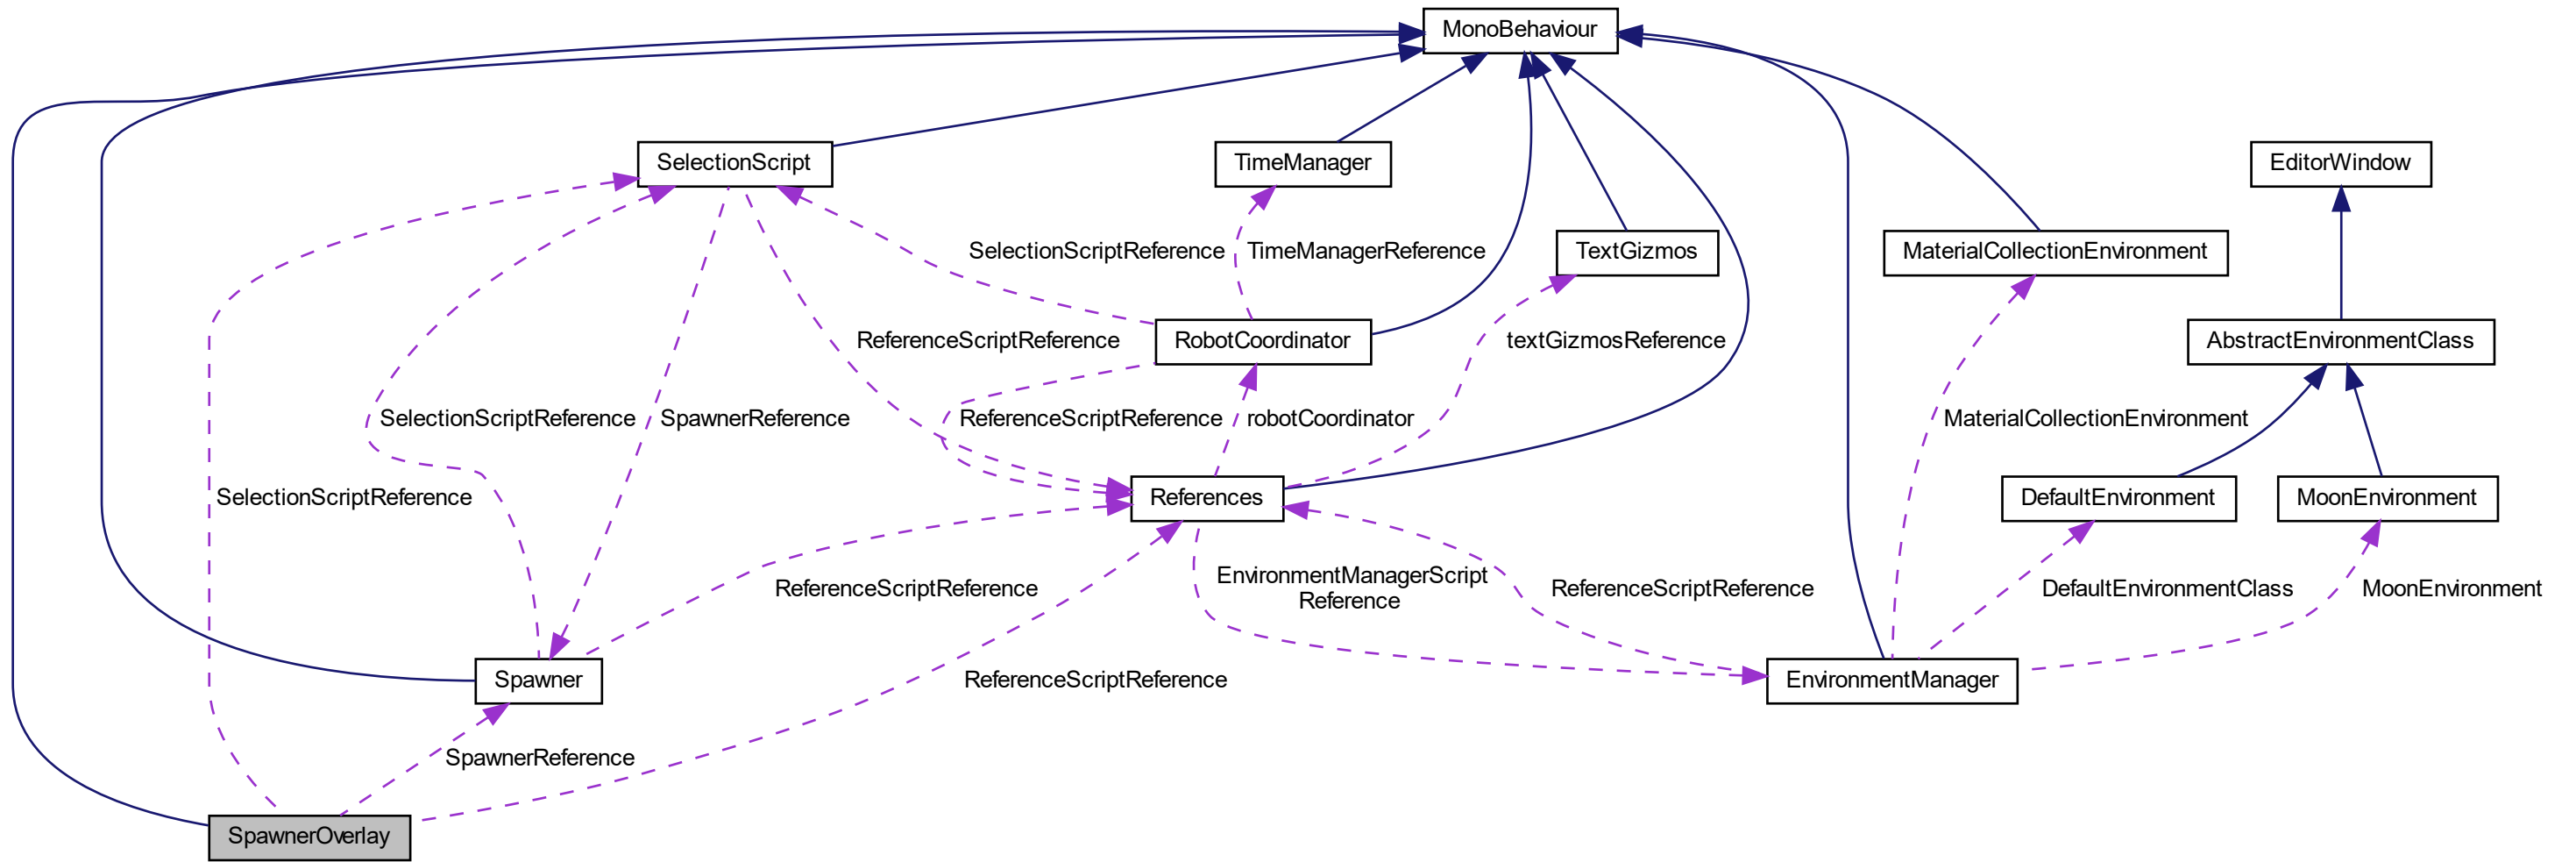 MonoBehaviour
SelectionScript
TimeManager
EditorWindow
SelectionScriptReference
TimeManagerReference
TextGizmos
MaterialCollectionEnvironment
ReferenceScriptReference
RobotCoordinator
textGizmosReference
AbstractEnvironmentClass
SelectionScriptReference
SpawnerReference
ReferenceScriptReference
robotCoordinator
MaterialCollectionEnvironment
SelectionScriptReference
References
DefaultEnvironment
MoonEnvironment
ReferenceScriptReference
EnvironmentManagerScript
Reference
ReferenceScriptReference
DefaultEnvironmentClass
MoonEnvironment
Spawner
ReferenceScriptReference
EnvironmentManager
SpawnerReference
SpawnerOverlay